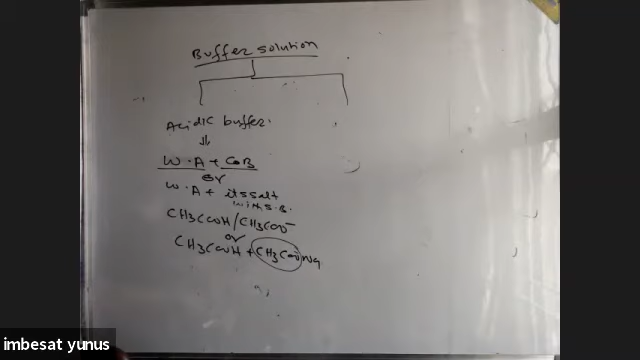 Buffer solution
Acidic buffer.
W.A + C.B
or
W.A + its salt
with S.B.
CH3COOH/CH3COO-
or
CH3COOH + CH3COONa
imbesat yunus